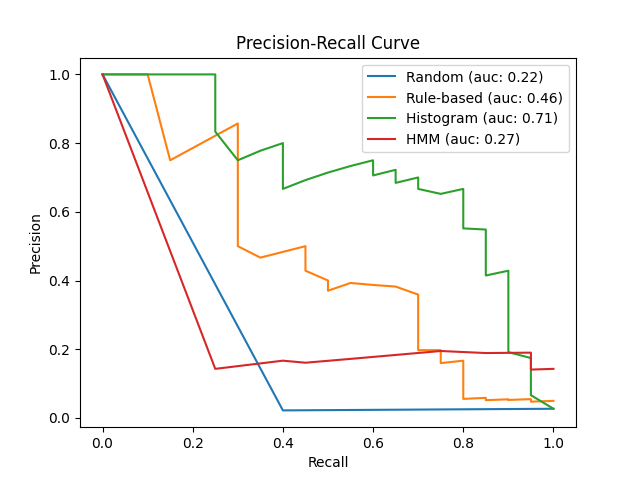 Precision-Recall Curve
Random (auc: 0.22)
Rule-based (auc: 0.46)
Histogram (auc: 0.71)
HMM (auc: 0.27)
Precision
1.0
0.8
0.6
0.4
0.2
0.0
0.0 0.2 0.4 0.6 0.8 1.0
Recall